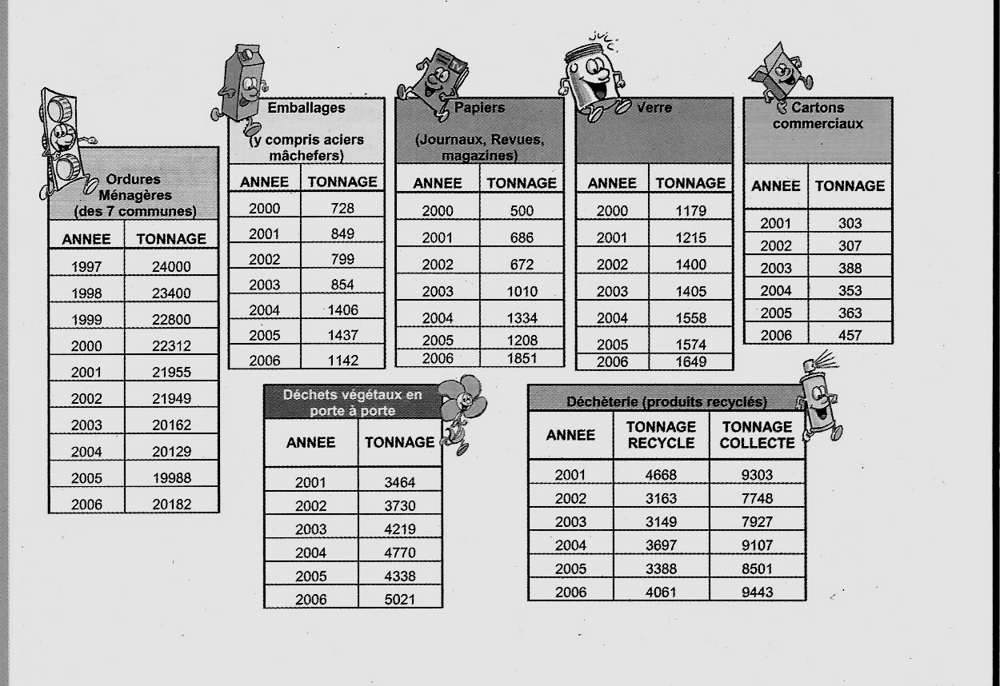 Ordures
Ménagères
(des 7 communes)
ANNEE TONNAGE
1997 24000
1998 23400
1999 22800
2000 22312
2001 21955
2002 21949
2003 20162
2004 20129
2005 19988
2006 20182
Emballages
(y compris aciers
mâchefers)
ANNEE TONNAGE
2000 728
2001 849
2002 799
2003 854
2004 1406
2005 1437
2006 1142
Papiers
(Journaux, Revues,
magazines)
ANNEE TONNAGE
2000 500
2001 686
2002 672
2003 1010
2004 1334
2005 1208
2006 1851
Verre
ANNEE TONNAGE
2000 1179
2001 1215
2002 1400
2003 1405
2004 1558
2005 1574
2006 1649
Cartons
commerciaux
ANNEE TONNAGE
2001 303
2002 307
2003 388
2004 353
2005 363
2006 457
Déchets végétaux en
porte à porte
ANNEE TONNAGE
2001 3464
2002 3730
2003 4219
2004 4770
2005 4338
2006 5021
Déchèterie (produits recyclés)
ANNEE TONNAGE RECYCLE TONNAGE COLLECTE
2001 4668 9303
2002 3163 7748
2003 3149 7927
2004 3697 9107
2005 3388 8501
2006 4061 9443